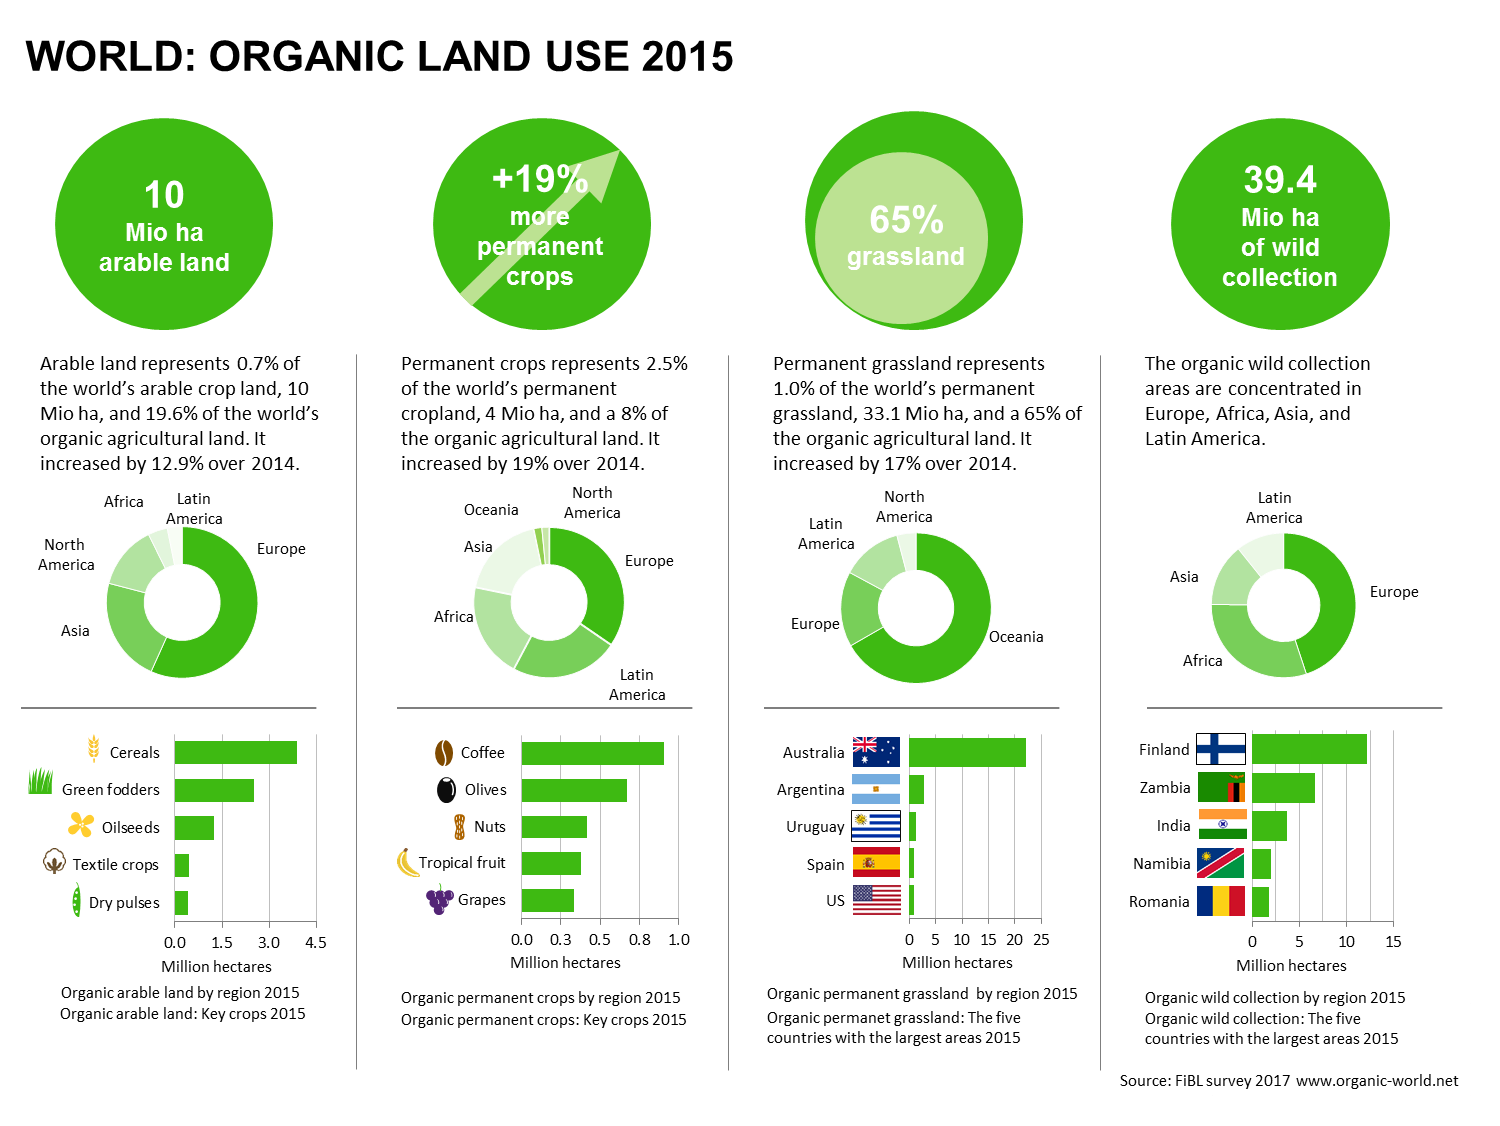 WORLD: ORGANIC LAND USE 2015
10
Mio ha
arable land
Arable land represents 0.7% of
the world's arable crop land, 10
Mio ha, and 19.6% of the world's
organic agricultural land. It
increased by 12.9% over 2014.
Africa
Latin
America
North
America
Europe
Asia
Cereals
Green fodders
Oilseeds
Textile crops
Dry pulses
0.0 1.5 3.0 4.5
Million hectares
Organic arable land by region 2015
Organic arable land: Key crops 2015
+19%
more
permanent
crops
Permanent crops represents 2.5%
of the world's permanent
cropland, 4 Mio ha, and a 8% of
the organic agricultural land. It
increased by 19% over 2014.
North
America
Oceania
Asia
Europe
Africa
Latin
America
Coffee
Olives
Nuts
Tropical fruit
Grapes
0.0 0.3 0.5 0.8 1.0
Million hectares
Organic permanent crops by region 2015
Organic permanent crops: Key crops 2015
65%
grassland
Permanent grassland represents
1.0% of the world's permanent
grassland, 33.1 Mio ha, and a 65% of
the organic agricultural land. It
increased by 17% over 2014.
North
America
Latin
America
Europe
Oceania
Australia
Argentina
Uruguay
Spain
US
0 5 10 15 20 25
Million hectares
Organic permanent grassland by region 2015
Organic permanet grassland: The five
countries with the largest areas 2015
39.4
Mio ha
of wild
collection
The organic wild collection
areas are concentrated in
Europe, Africa, Asia, and
Latin America.
Latin
America
Asia
Europe
Africa
Finland
Zambia
India
Namibia
Romania
0 5 10 15
Million hectares
Organic wild collection by region 2015
Organic wild collection: The five
countries with the largest areas 2015
Source: FiBL survey 2017 www.organic-world.net